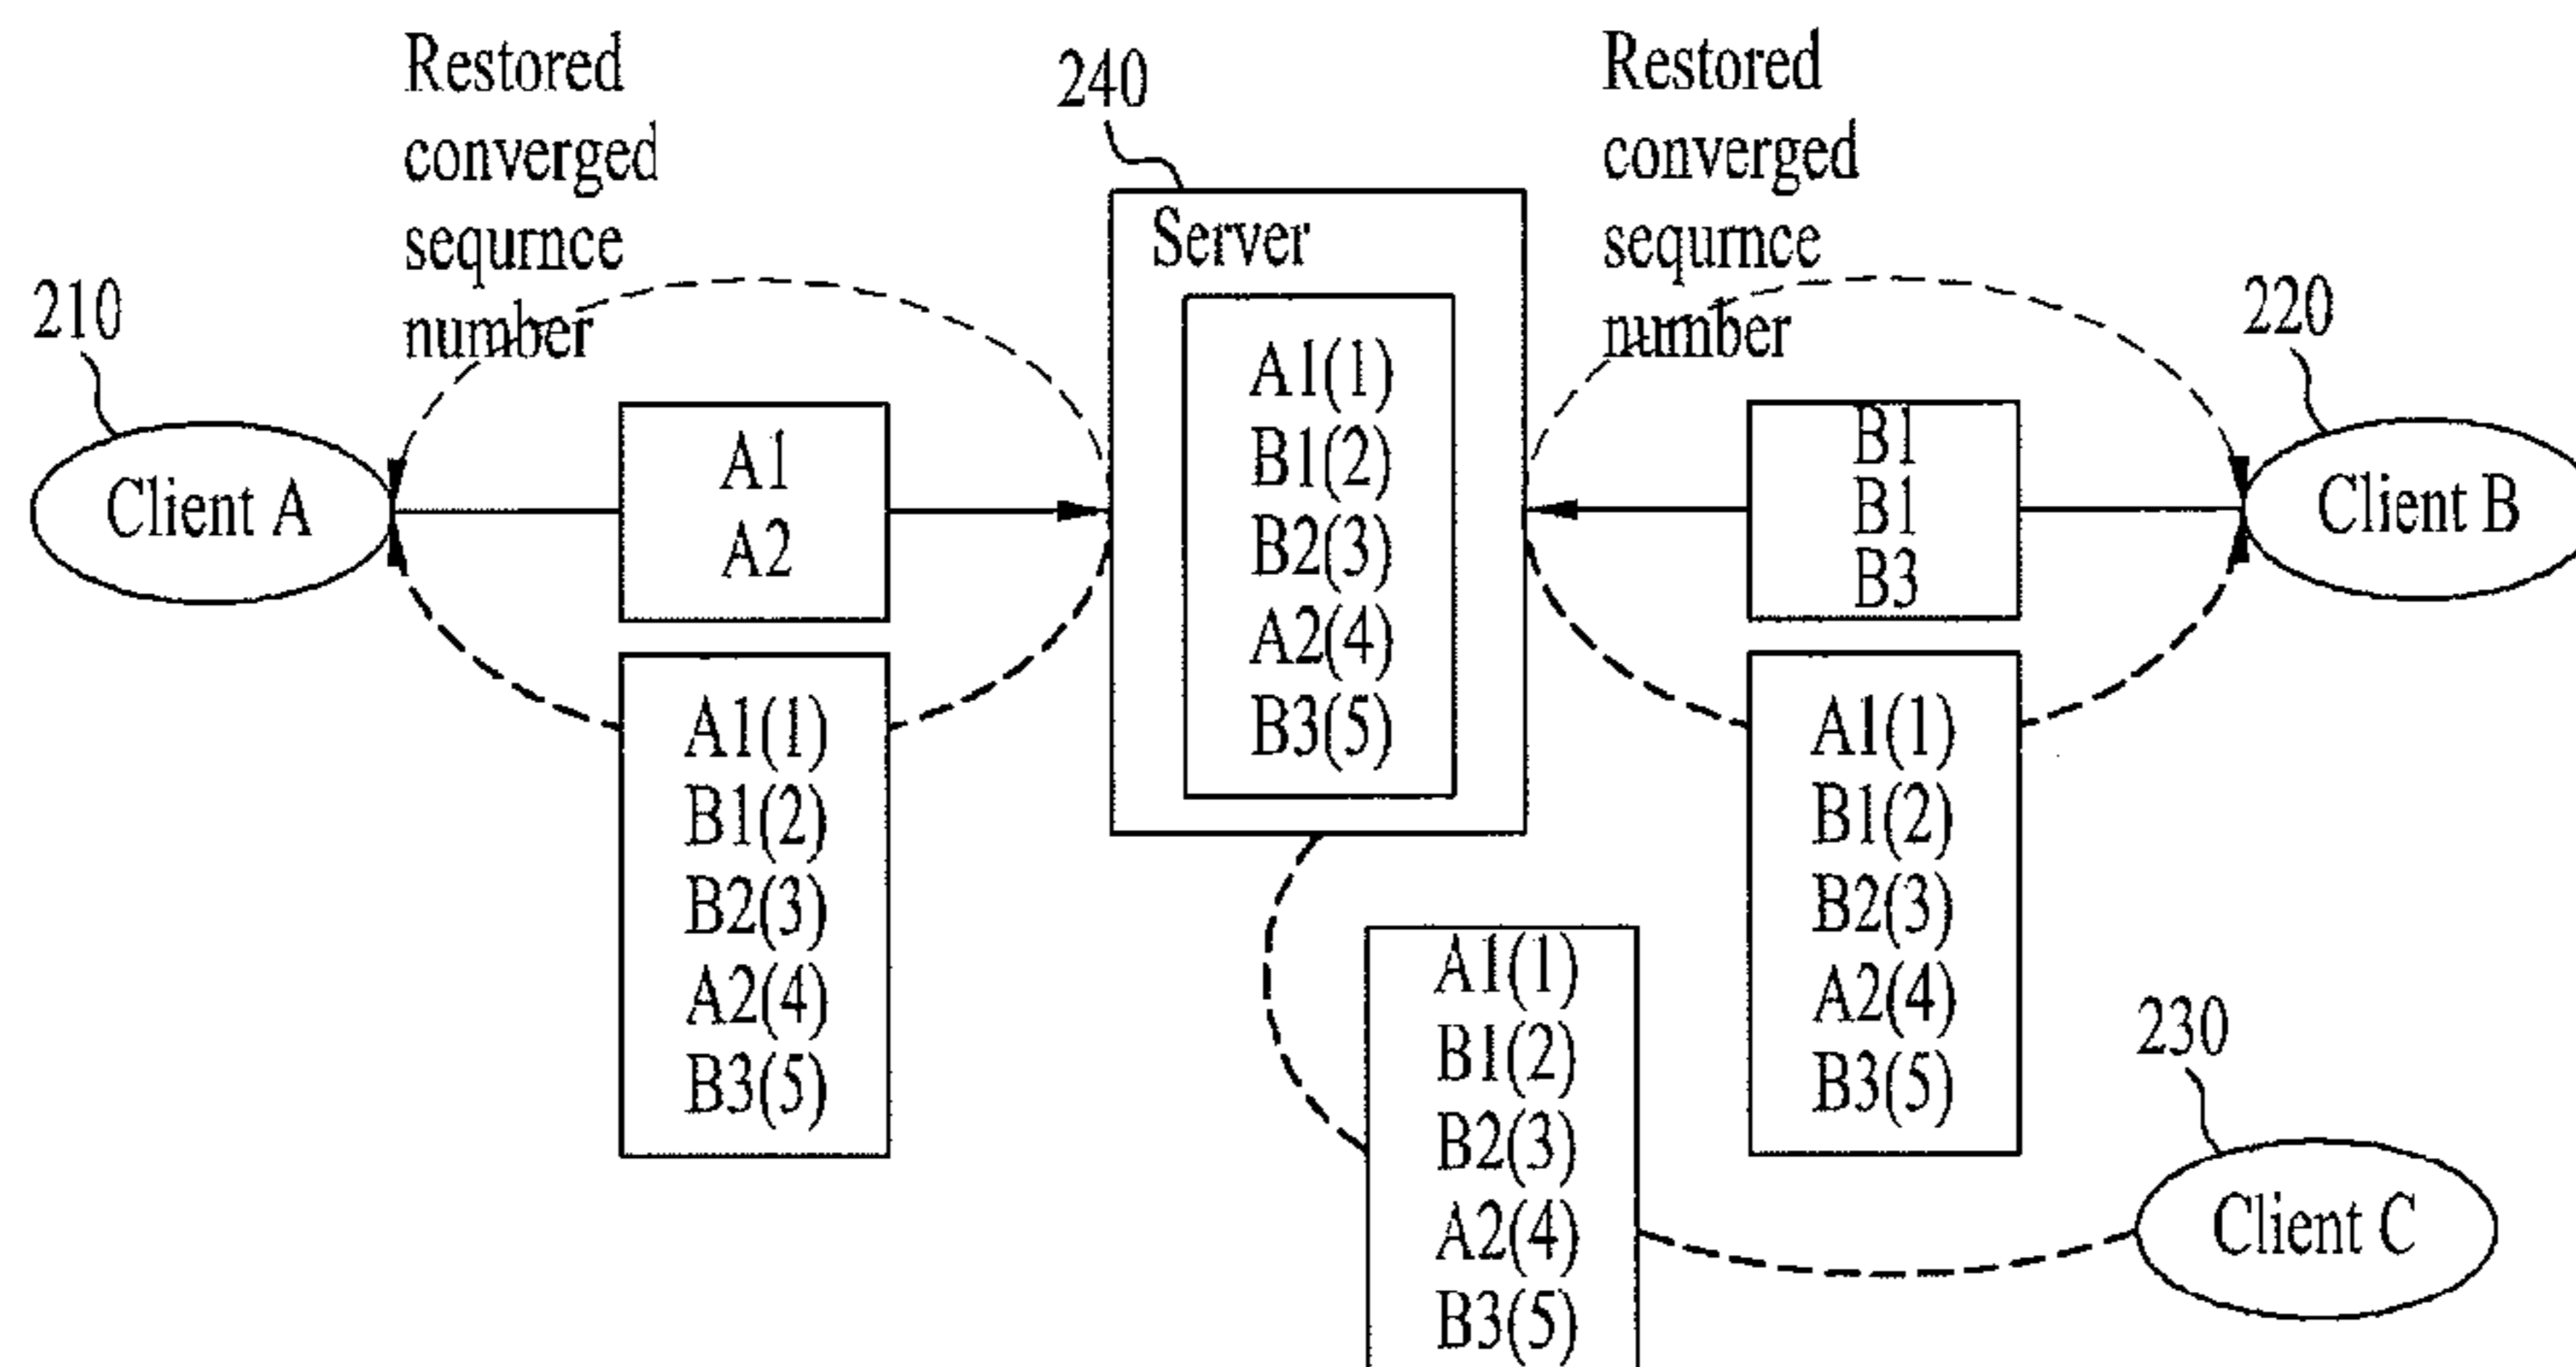 Restored
converged
sequrnce
number
240
Restored
converged
sequrnce
number
210
220
Server
A1(1)
B1(2)
B2(3)
A2(4)
B3(5)
Client A
A1
A2
B1
B1
B3
Client B
A1(1)
B1(2)
B2(3)
A2(4)
B3(5)
A1(1)
B1(2)
B2(3)
A2(4)
B3(5)
A1(1)
B1(2)
B2(3)
A2(4)
B3(5)
230
Client C